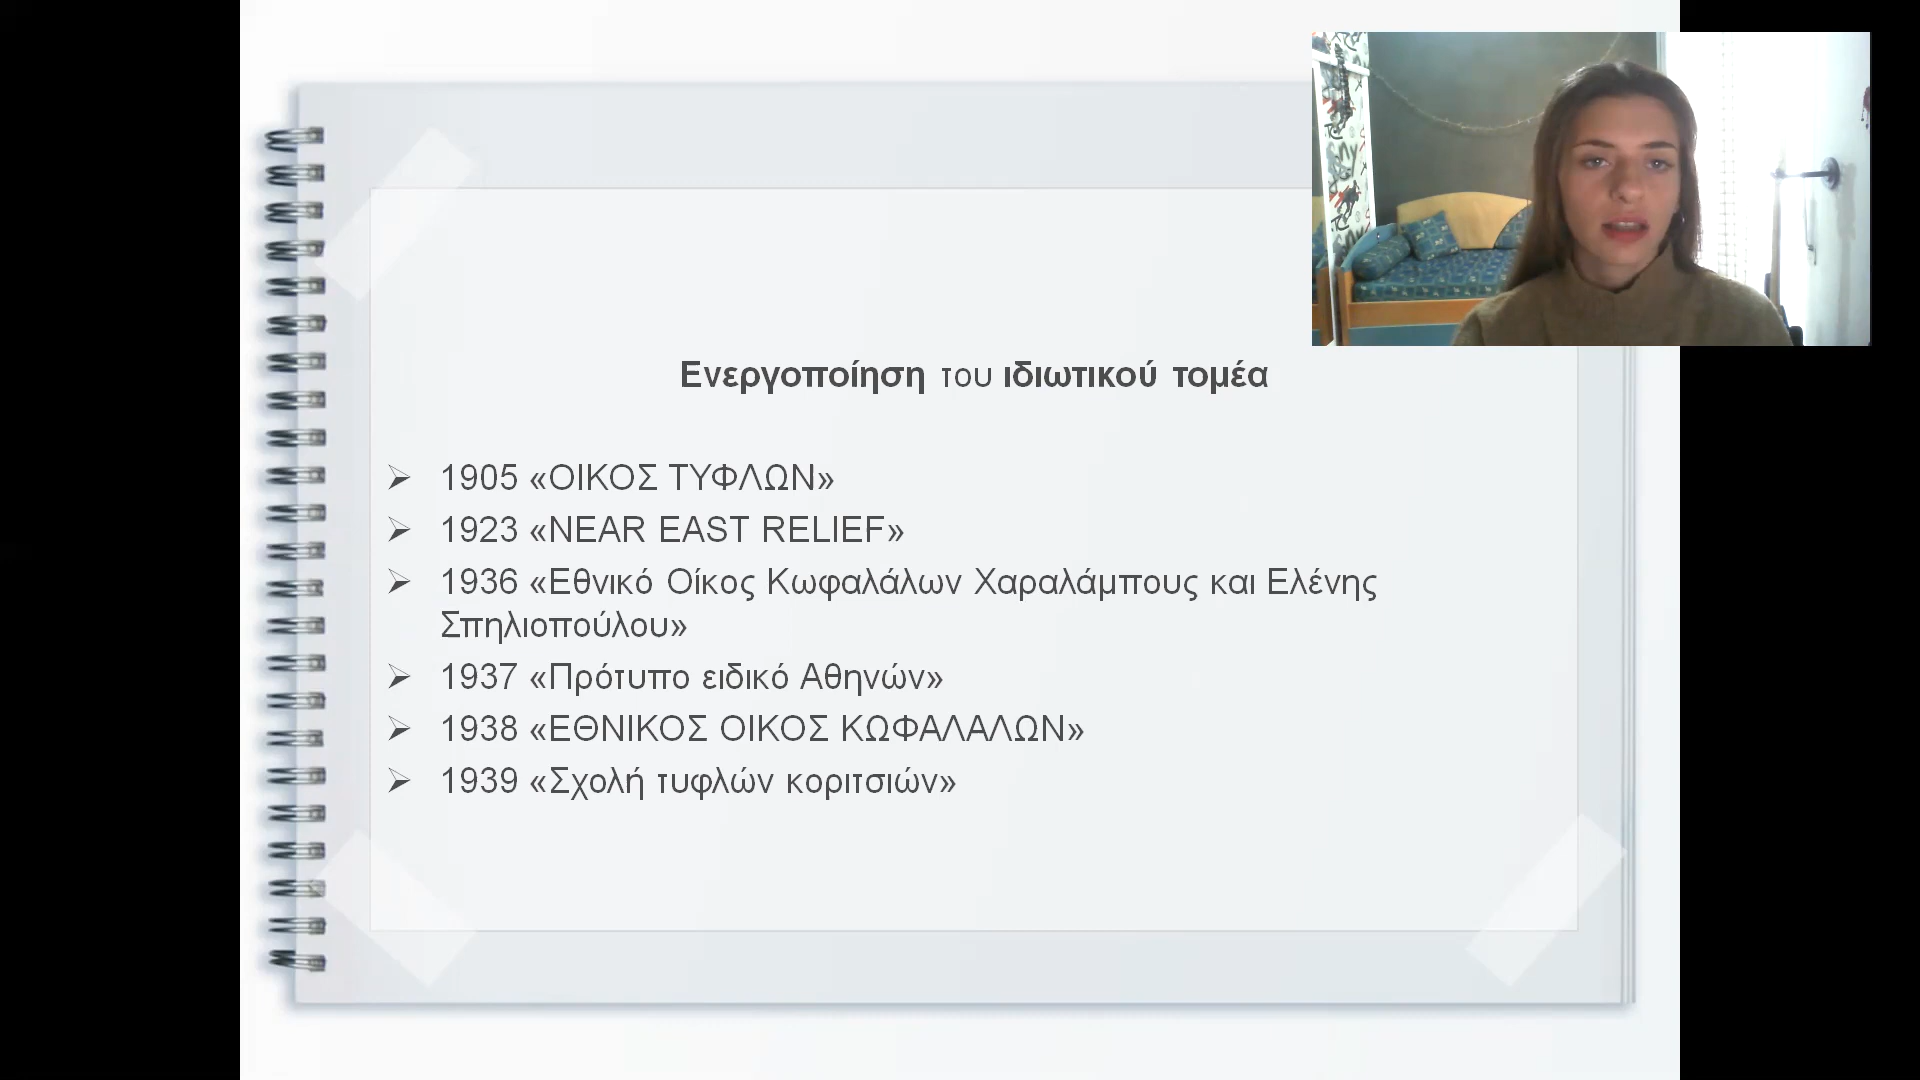 Ενεργοποίηση του ιδιωτικού τομέα
1905 «ΟΙΚΟΣ ΤΥΦΛΩΝ»
1923 «NEAR EAST RELIEF»
1936 «Εθνικό Οίκος Κωφαλάλων Χαραλάμπους και Ελένης
Σπηλιοπούλου»
1937 «Πρότυπο ειδικό Αθηνών»
1938 «ΕΘΝΙΚΟΣ ΟΙΚΟΣ ΚΩΦΑΛΑΛΩΝ»
1939 «Σχολή τυφλών κοριτσιών»